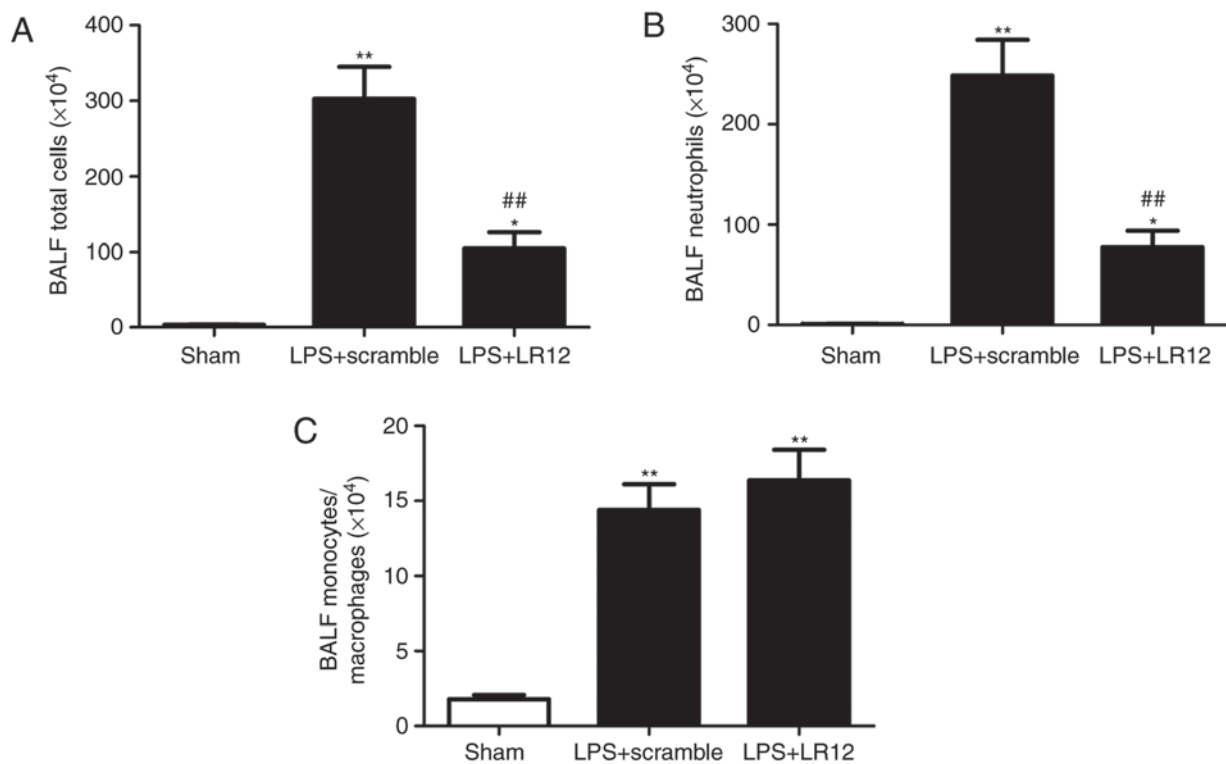 A
BALF total cells (×10⁴)
400
300
200
100
0
**
##
*
Sham
LPS+scramble
LPS+LR12
B
BALF neutrophils (×10⁴)
300
200
100
0
**
##
*
Sham
LPS+scramble
LPS+LR12
C
BALF monocytes/
macrophages (×10⁴)
20
15
10
5
0
**
**
Sham
LPS+scramble
LPS+LR12